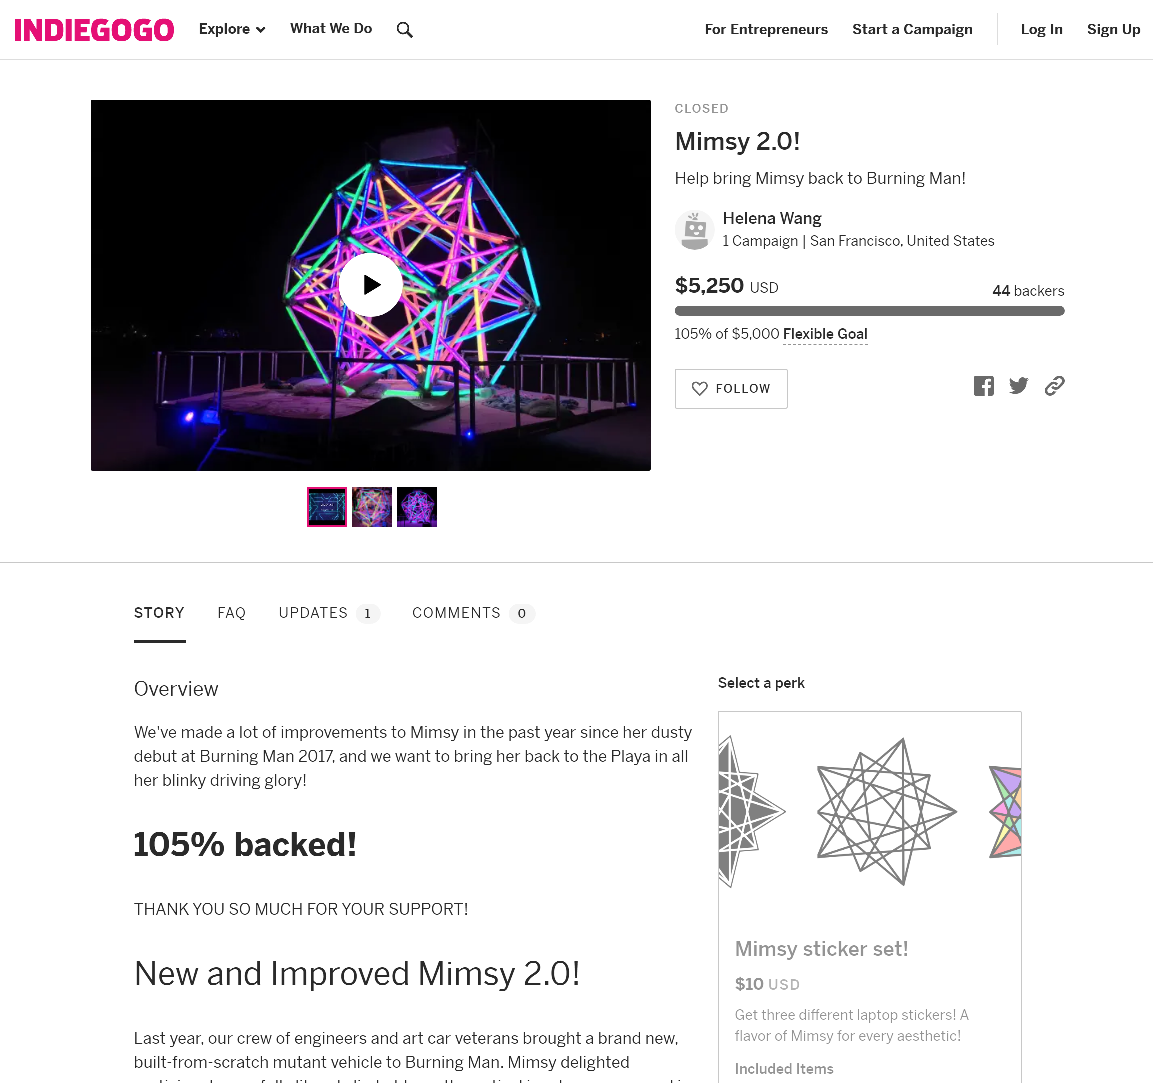 INDIEGOGO
Explore
What We Do
For Entrepreneurs
Start a Campaign
Log In
Sign Up
CLOSED
Mimsy 2.0!
Help bring Mimsy back to Burning Man!
Helena Wang
1 Campaign | San Francisco, United States
$5,250 USD
44 backers
105% of $5,000 Flexible Goal
FOLLOW
STORY
FAQ
UPDATES 1
COMMENTS 0
Overview
We've made a lot of improvements to Mimsy in the past year since her dusty
debut at Burning Man 2017, and we want to bring her back to the Playa in all
her blinky driving glory!
105% backed!
THANK YOU SO MUCH FOR YOUR SUPPORT!
New and Improved Mimsy 2.0!
Last year, our crew of engineers and art car veterans brought a brand new,
built-from-scratch mutant vehicle to Burning Man. Mimsy delighted
Select a perk
Mimsy sticker set!
$10 USD
Get three different laptop stickers! A
flavor of Mimsy for every aesthetic!
Included Items